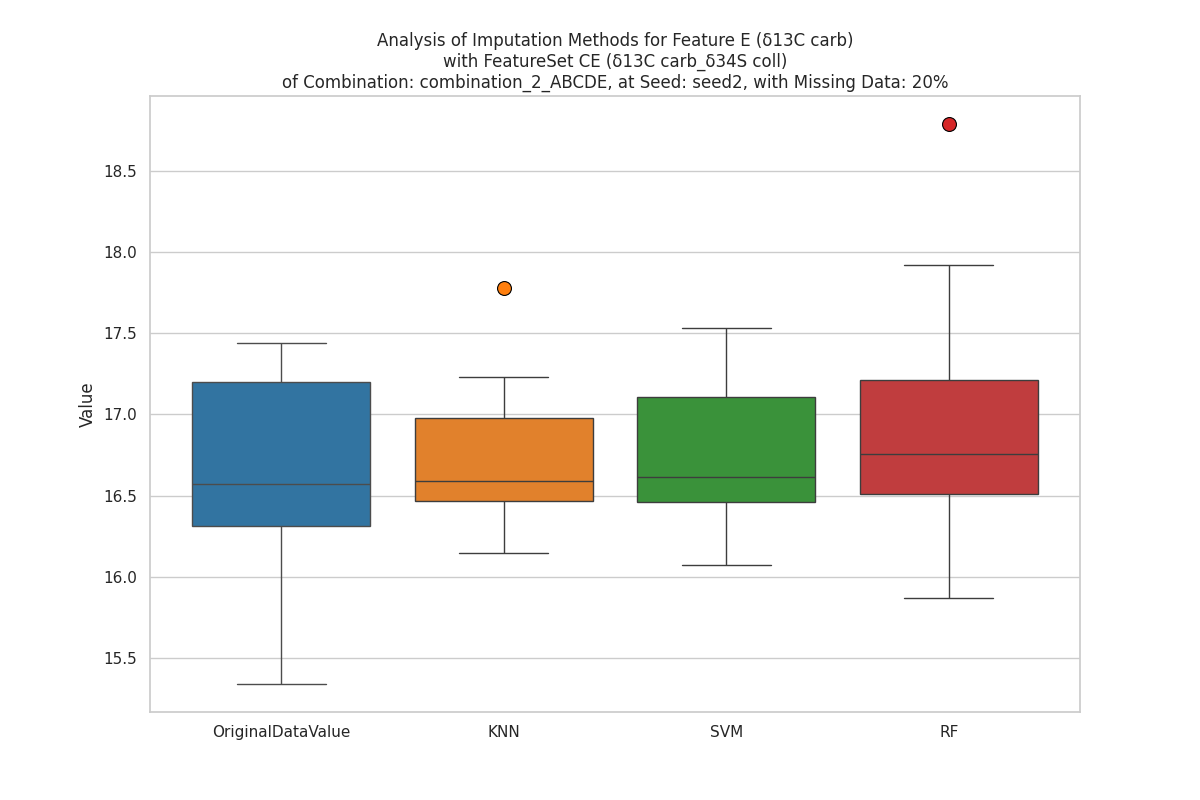 Analysis of Imputation Methods for Feature E (δ13C carb)
with FeatureSet CE (δ13C carb_δ34S coll)
of Combination: combination_2_ABCDE, at Seed: seed2, with Missing Data: 20%
18.5
18.0
17.5
17.0
16.5
16.0
15.5
Value
OriginalDataValue
KNN
SVM
RF